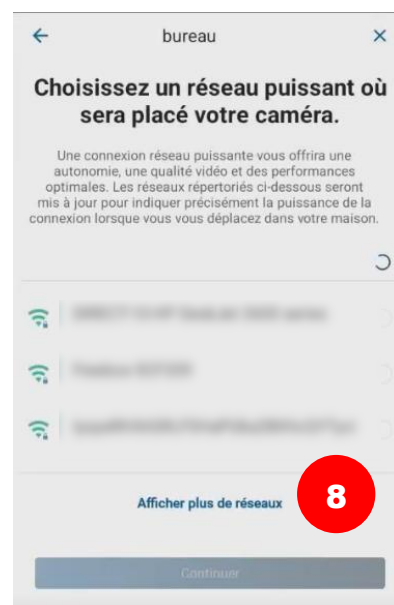 bureau
Choisissez un réseau puissant où
sera placé votre caméra.
Une connexion réseau puissante vous offrira une
autonomie, une qualité vidéo et des performances
optimales. Les réseaux répertoriés ci-dessous seront
mis à jour pour indiquer précisément la puissance de la
connexion lorsque vous vous déplacez dans votre maison.
Afficher plus de réseaux
8
Continuer